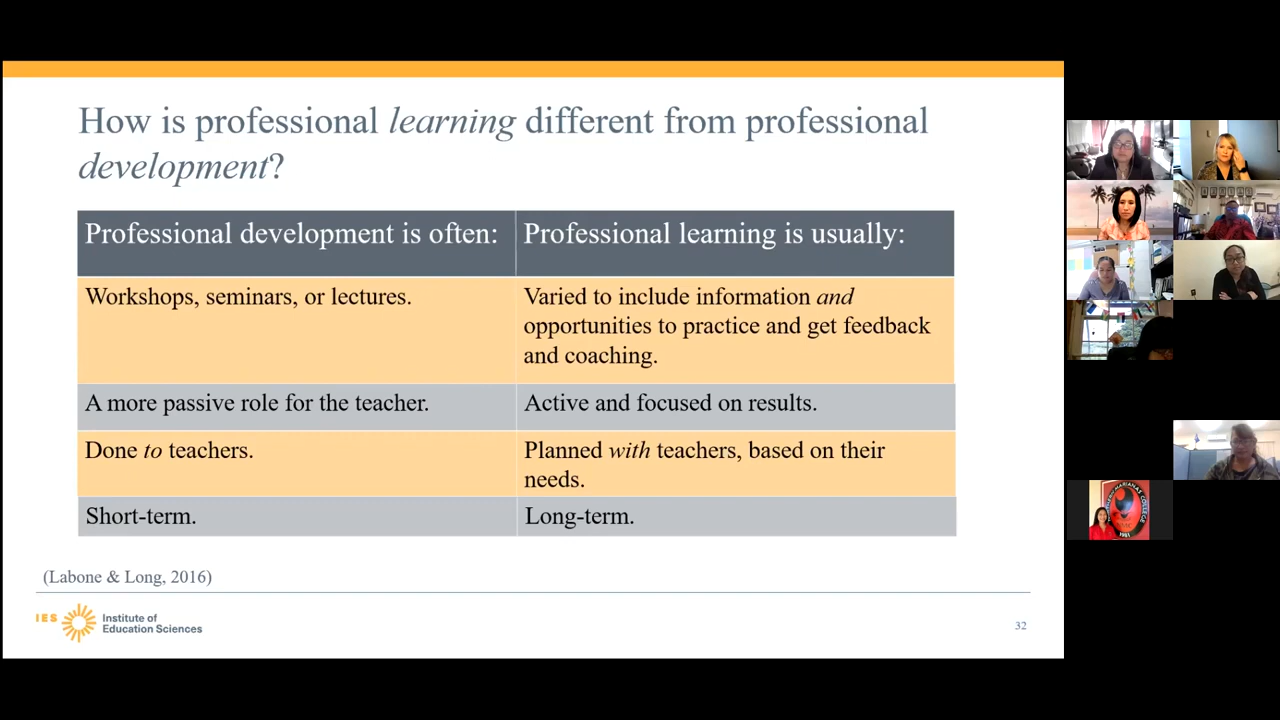 How is professional learning different from professional
development?
Professional development is often:
Professional learning is usually:
Workshops, seminars, or lectures.
Varied to include information and
opportunities to practice and get feedback
and coaching.
A more passive role for the teacher.
Active and focused on results.
Done to teachers.
Planned with teachers, based on their
needs.
Short-term.
Long-term.
(Labone & Long, 2016)
IES
Institute of
Education Sciences
32
MARIANAS COLLEGE
1981